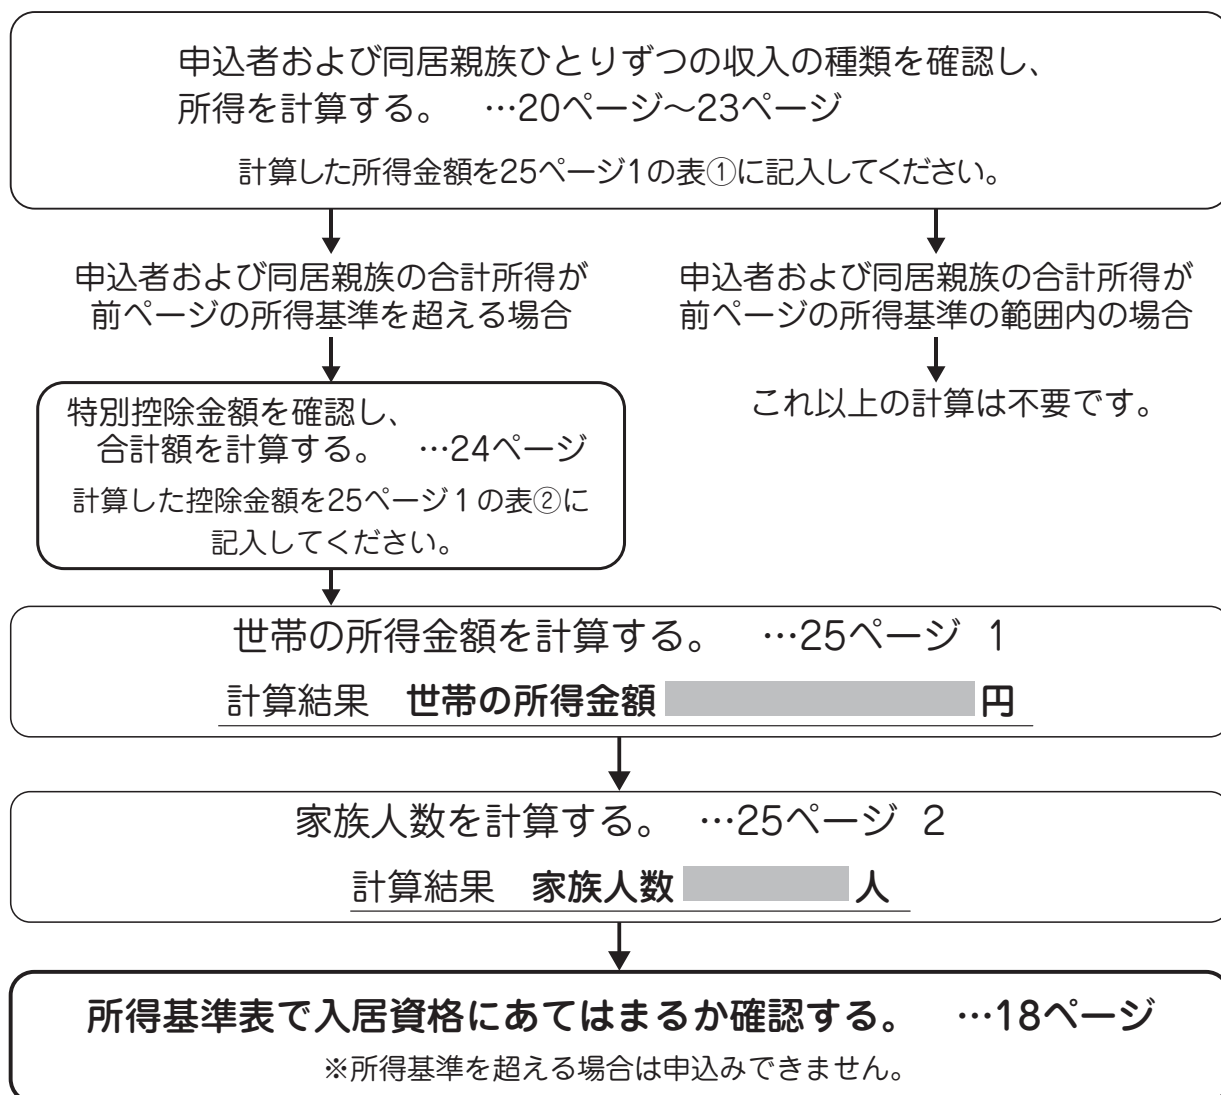 申込者および同居親族ひとりずつの収入の種類を確認し、
所得を計算する。　…20ページ～23ページ
計算した所得金額を25ページ1の表①に記入してください。
申込者および同居親族の合計所得が
前ページの所得基準を超える場合
申込者および同居親族の合計所得が
前ページの所得基準の範囲内の場合
これ以上の計算は不要です。
特別控除金額を確認し、
合計額を計算する。　…24ページ
計算した控除金額を25ページ１の表②に
記入してください。
世帯の所得金額を計算する。　…25ページ 1
計算結果　世帯の所得金額　円
家族人数を計算する。　…25ページ 2
計算結果　家族人数　人
所得基準表で入居資格にあてはまるか確認する。　…18ページ
※所得基準を超える場合は申込みできません。